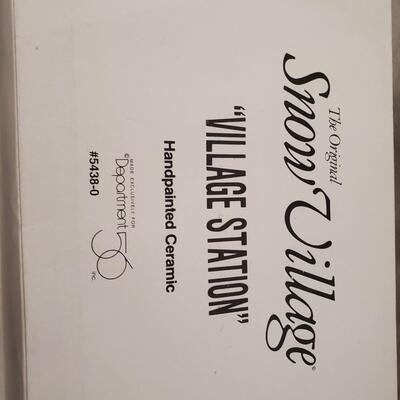 The Original
Snow Village©
"VILLAGE STATION"
Handpainted Ceramic
MADE EXCLUSIVELY FOR
©Department 56 INC.
#5438-0